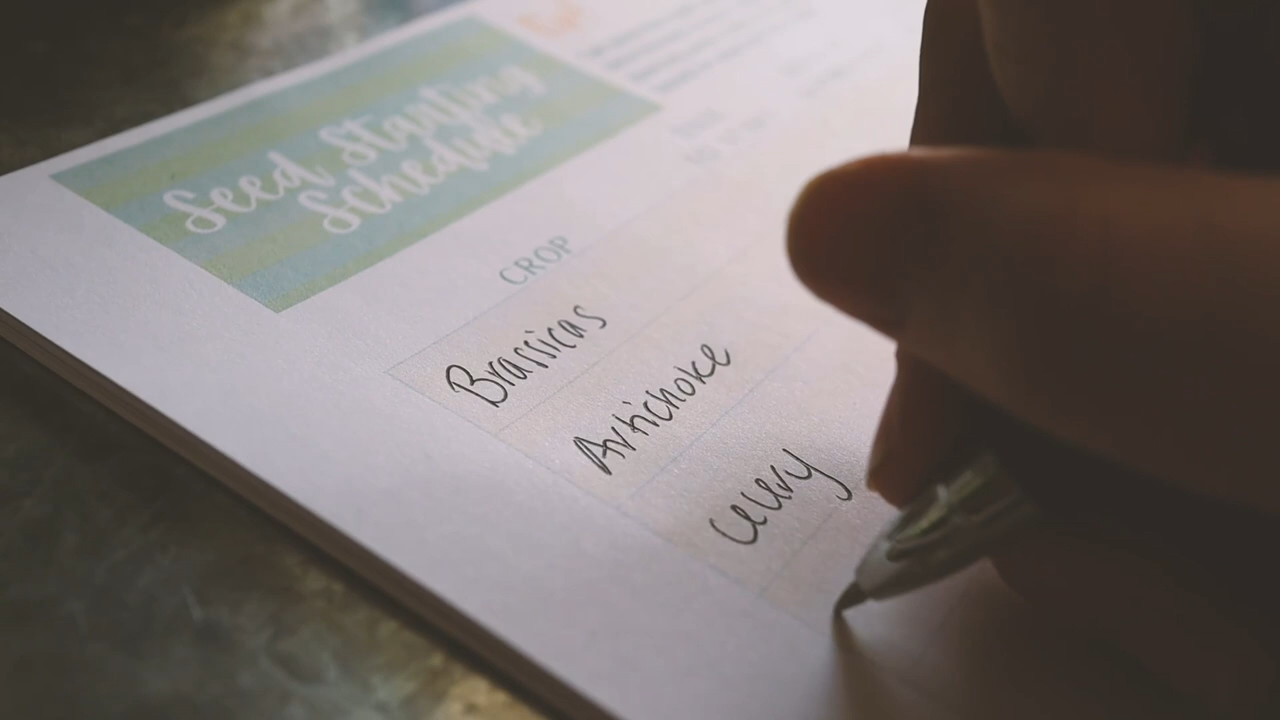 Seed Starting
Schedule
CROP
Brassicas
Artichoke
Celery